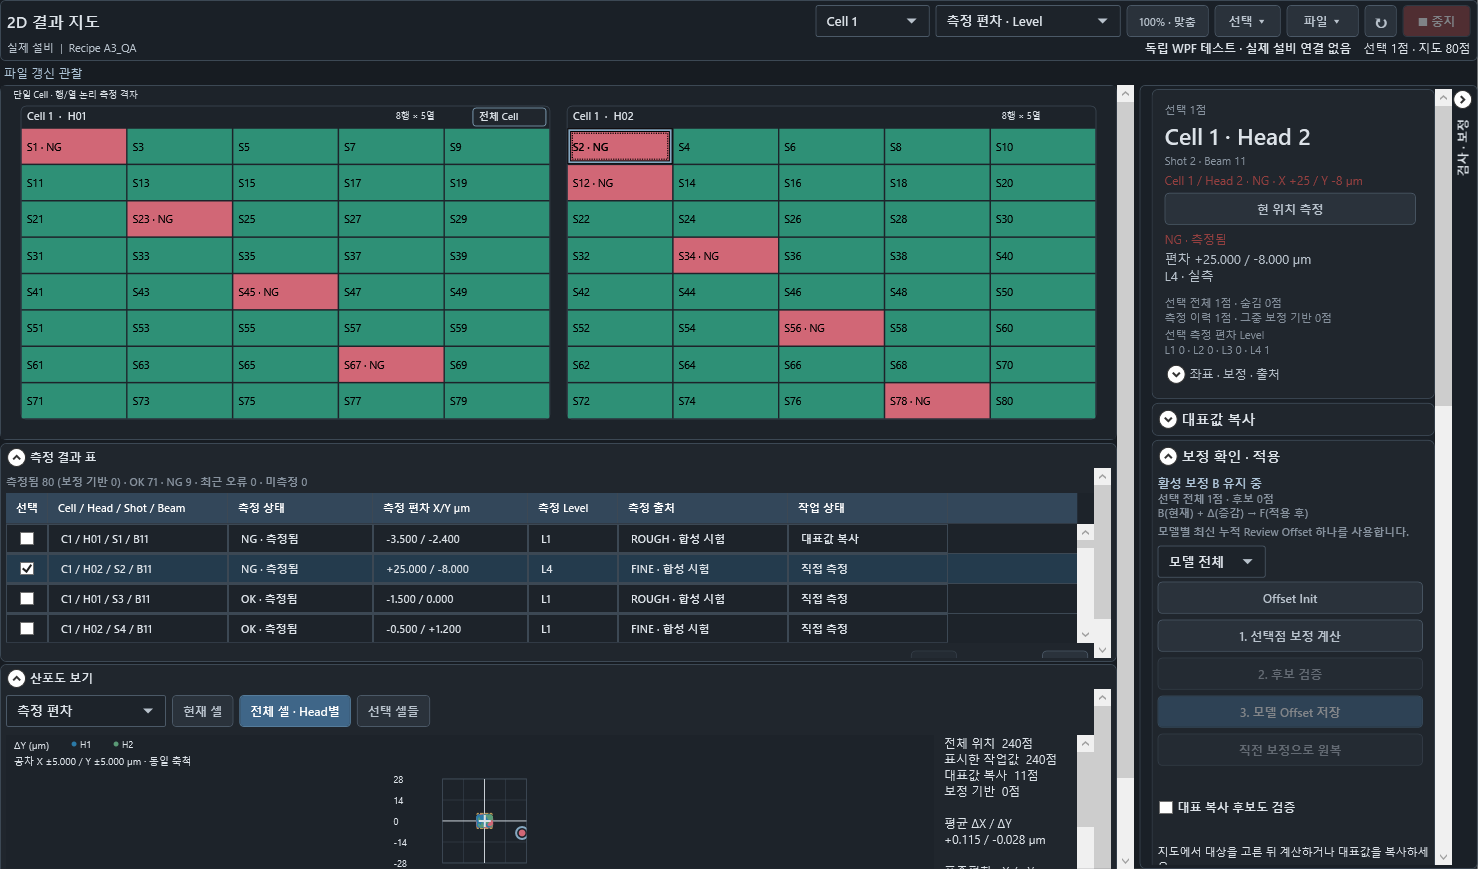 2D 결과 지도
Cell 1
측정 편차 · Level
100% · 맞춤
선택 ▾
파일 ▾
↻
■ 중지
실제 설비 | Recipe A3_QA
독립 WPF 테스트 · 실제 설비 연결 없음 선택 1점 · 지도 80점
파일 갱신 관찰
단일 Cell · 행/열 논리 측정 격자
Cell 1 · H01
8행 × 5열
전체 Cell
S1 · NG S3 S5 S7 S9
S11 S13 S15 S17 S19
S21 S23 · NG S25 S27 S29
S31 S33 S35 S37 S39
S41 S43 S45 · NG S47 S49
S51 S53 S55 S57 S59
S61 S63 S65 S67 · NG S69
S71 S73 S75 S77 S79
Cell 1 · H02
8행 × 5열
S2 · NG S4 S6 S8 S10
S12 · NG S14 S16 S18 S20
S22 S24 S26 S28 S30
S32 S34 · NG S36 S38 S40
S42 S44 S46 S48 S50
S52 S54 S56 · NG S58 S60
S62 S64 S66 S68 S70
S72 S74 S76 S78 · NG S80
측정 결과 표
측정됨 80 (보정 기반 0) · OK 71 · NG 9 · 최근 오류 0 · 미측정 0
선택 Cell / Head / Shot / Beam 측정 상태 측정 편차 X/Y µm 측정 Level 측정 출처 작업 상태
C1 / H01 / S1 / B11 NG · 측정됨 -3.500 / -2.400 L1 ROUGH · 합성 시험 대표값 복사
C1 / H02 / S2 / B11 NG · 측정됨 +25.000 / -8.000 L4 FINE · 합성 시험 직접 측정
C1 / H01 / S3 / B11 OK · 측정됨 -1.500 / 0.000 L1 ROUGH · 합성 시험 직접 측정
C1 / H02 / S4 / B11 OK · 측정됨 -0.500 / +1.200 L1 FINE · 합성 시험 직접 측정
산포도 보기
측정 편차
현재 셀
전체 셀 · Head별
선택 셀들
ΔY (µm) H1 H2
공차 X ±5.000 / Y ±5.000 µm · 동일 축척
28
14
0
-14
-28
전체 위치 240점
표시한 작업값 240점
대표값 복사 11점
보정 기반 0점
평균 ΔX / ΔY
+0.115 / -0.028 µm
선택 1점
Cell 1 · Head 2
Shot 2 · Beam 11
Cell 1 / Head 2 · NG · X +25 / Y -8 µm
현 위치 측정
NG · 측정됨
편차 +25.000 / -8.000 µm
L4 · 실측
선택 전체 1점 · 숨김 0점
측정 이력 1점 · 그중 보정 기반 0점
선택 측정 편차 Level
L1 0 · L2 0 · L3 0 · L4 1
좌표 · 보정 · 출처
대표값 복사
보정 확인 · 적용
활성 보정 B 유지 중
선택 전체 1점 · 후보 0점
B(현재) + Δ(증감) → F(적용 후)
모델별 최신 누적 Review Offset 하나를 사용합니다.
모델 전체
Offset Init
1. 선택점 보정 계산
2. 후보 검증
3. 모델 Offset 저장
직전 보정으로 원복
대표 복사 후보도 검증
지도에서 대상을 고른 뒤 계산하거나 대표값을 복사하세
검사 · 보정